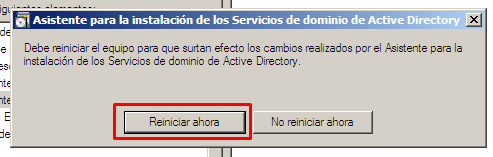 iguientes elementos:
Asistente para la instalación de los Servicios de dominio de Active Directory
Debe reiniciar el equipo para que surtan efecto los cambios realizados por el Asistente para la
instalación de los Servicios de dominio de Active Directory.
Reiniciar ahora
No reiniciar ahora